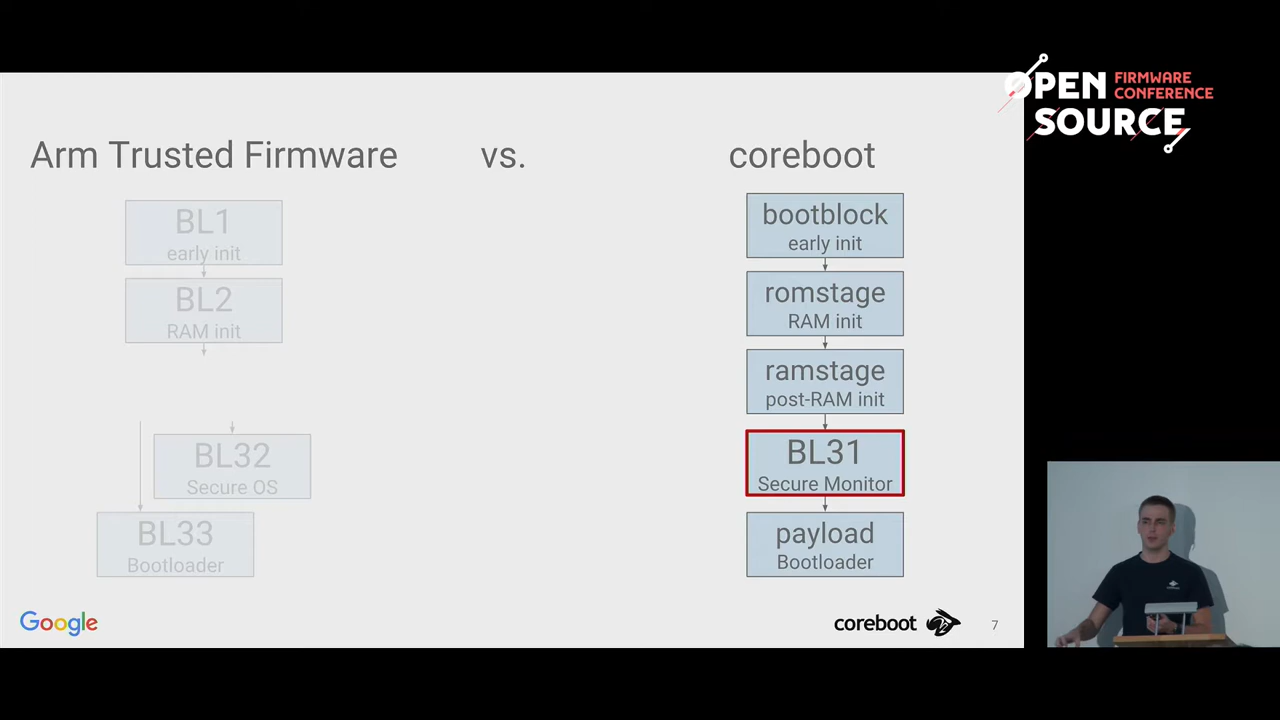 OPEN FIRMWARE
CONFERENCE
SOURCE
Arm Trusted Firmware vs. coreboot
BL1
early init
BL2
RAM init
BL32
Secure OS
BL33
Bootloader
bootblock
early init
romstage
RAM init
ramstage
post-RAM init
BL31
Secure Monitor
payload
Bootloader
Google
coreboot
7